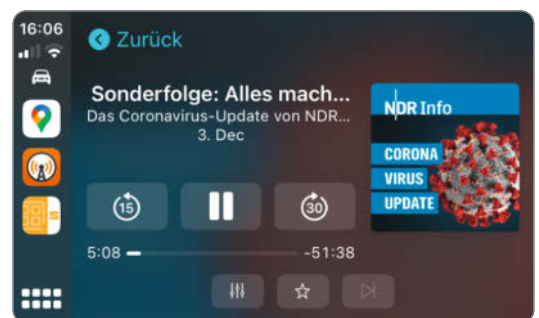 16:06
Zurück
Sonderfolge: Alles mach...
Das Coronavirus-Update von NDR...
3. Dec
NDR Info
CORONA
VIRUS
UPDATE
15
30
5:08
-51:38
S